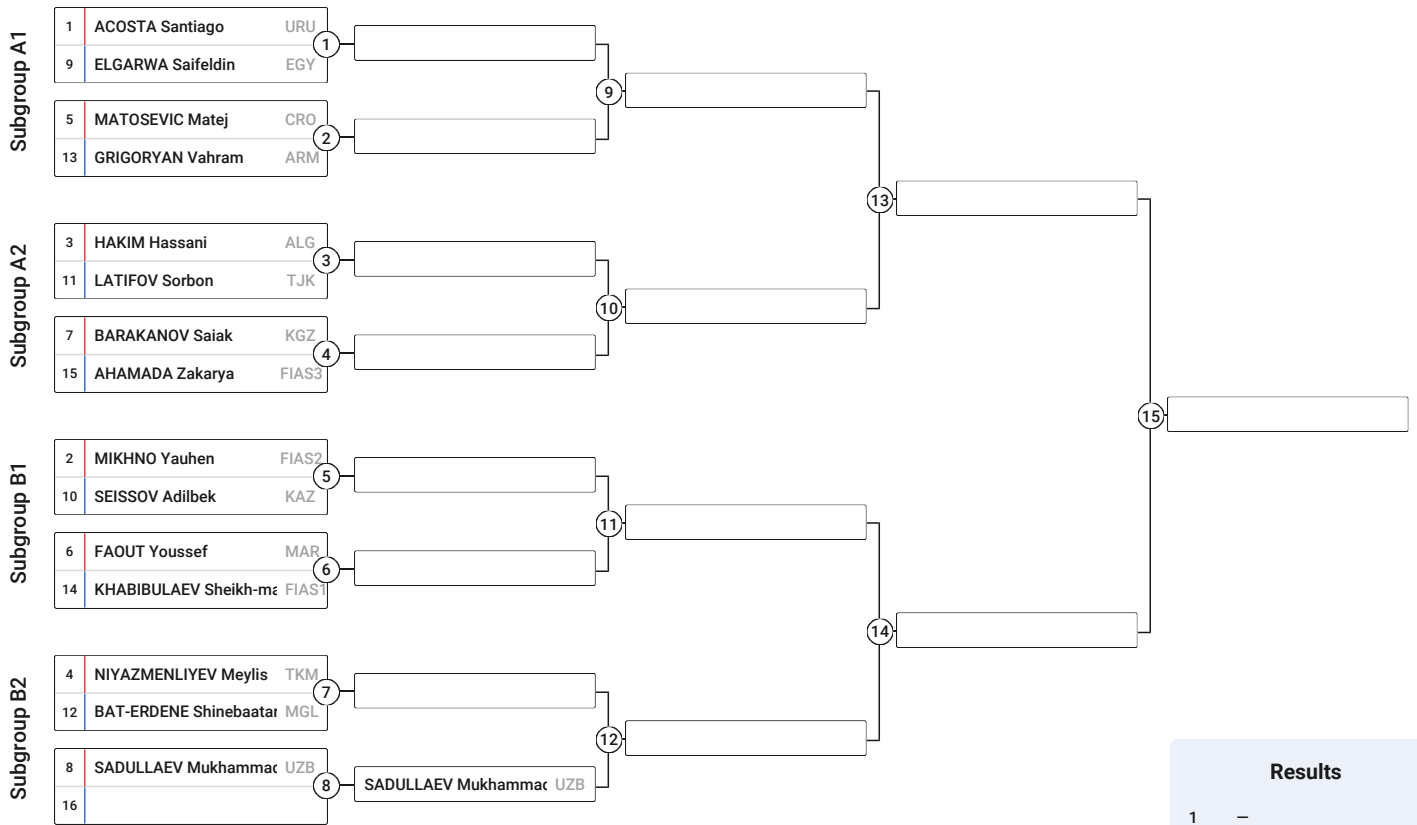 Subgroup A1
1 ACOSTA Santiago URU
9 ELGARWA Saifeldin EGY
1
5 MATOSEVIC Matej CRO
13 GRIGORYAN Vahram ARM
2
9
Subgroup A2
3 HAKIM Hassani ALG
11 LATIFOV Sorbon TJK
3
7 BARAKANOV Saiak KGZ
15 AHAMADA Zakarya FIAS3
4
10
13
Subgroup B1
2 MIKHNO Yauhen FIAS2
10 SEISSOV Adilbek KAZ
5
6 FAOUT Youssef MAR
14 KHABIBULAEV Sheikh-ma FIAS1
6
11
Subgroup B2
4 NIYAZMENLIYEV Meylis TKM
12 BAT-ERDENE Shinebaatar MGL
7
8 SADULLAEV Mukhammad UZB
16
8
SADULLAEV Mukhammad UZB
12
14
15
Results
1 –